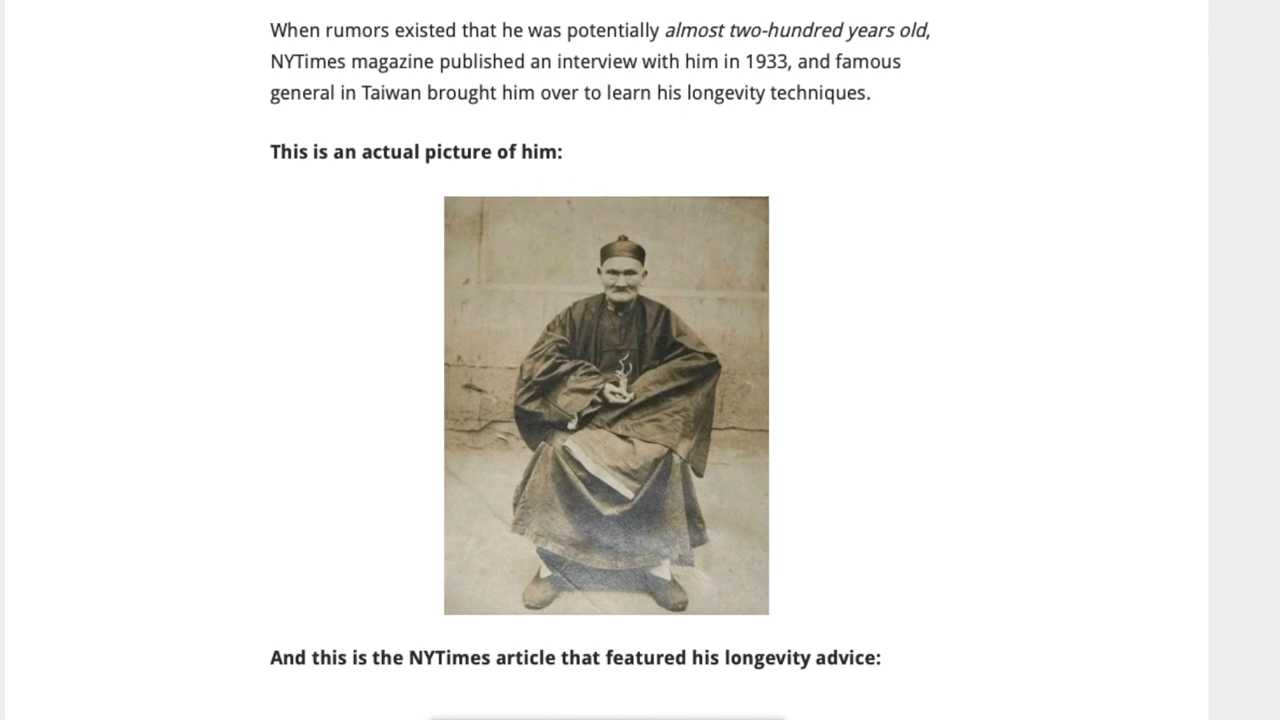 When rumors existed that he was potentially almost two-hundred years old,
NYTimes magazine published an interview with him in 1933, and famous
general in Taiwan brought him over to learn his longevity techniques.
This is an actual picture of him:
And this is the NYTimes article that featured his longevity advice: